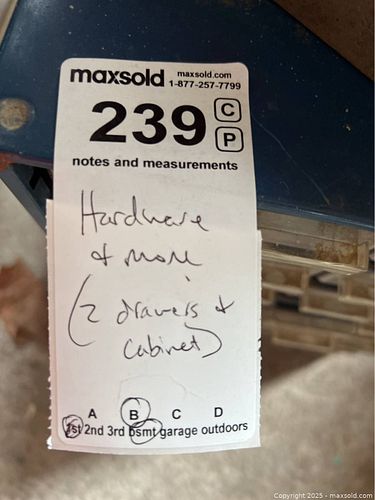 maxsold maxsold.com
1-877-257-7799
239 C
P
notes and measurements
Hardware
& more
(2 drawers &
cabinet)
A B C D
1st 2nd 3rd bsmt garage outdoors
Copyright 2025 - maxsold.com